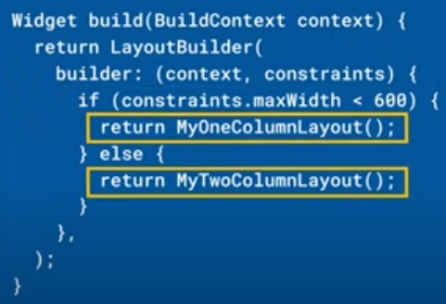 Widget build(BuildContext context) {
return LayoutBuilder(
builder: (context, constraints) {
if (constraints.maxWidth < 600) {
return MyOneColumnLayout();
} else {
return MyTwoColumnLayout();
}
},
);
}